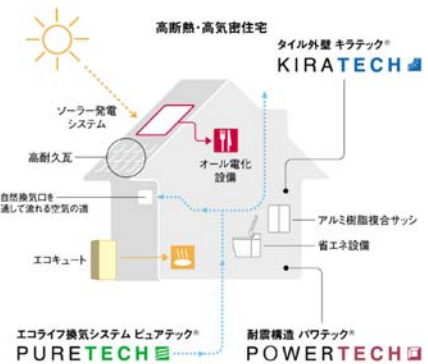 高断熱・高気密住宅
タイル外壁 キラテック®
KIRATECH
ソーラー発電
システム
高耐久瓦
オール電化
設備
自然換気口を
通して流れる空気の道
アルミ樹脂複合サッシ
省エネ設備
エコキュート
エコライフ換気システム ピュアテック®
PURETECH
耐震構造 パワテック®
POWERTECH